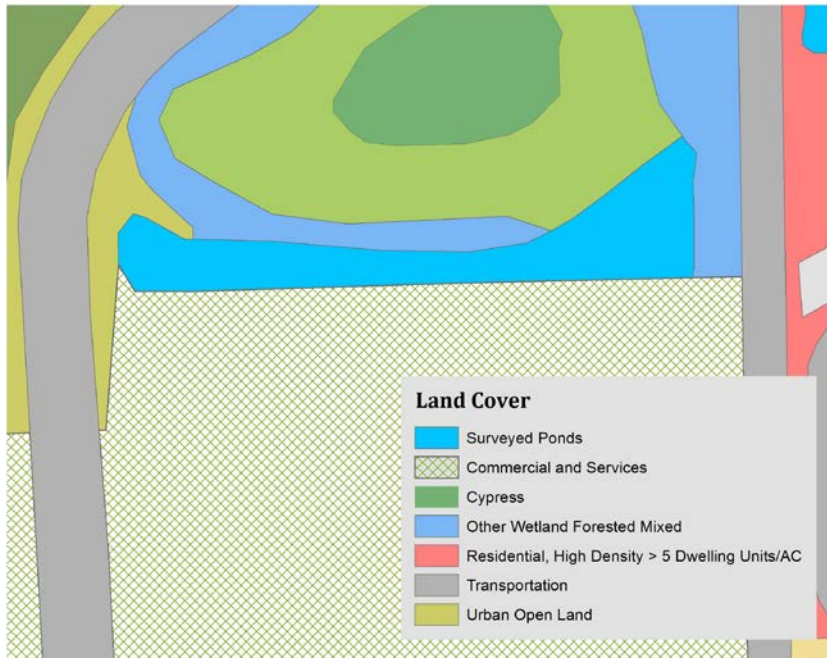 Land Cover
Surveyed Ponds
Commercial and Services
Cypress
Other Wetland Forested Mixed
Residential, High Density > 5 Dwelling Units/AC
Transportation
Urban Open Land